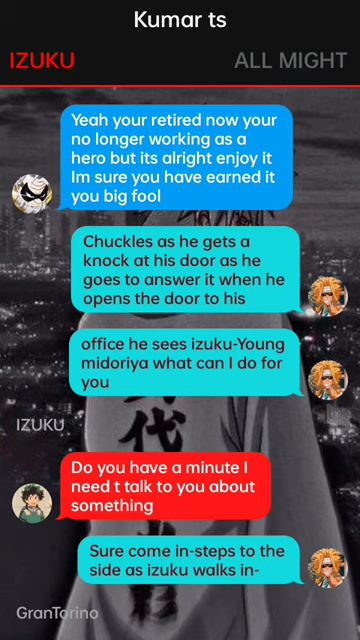 Kumar ts
IZUKU
ALL MIGHT
Yeah your retired now your
no longer working as a
hero but its alright enjoy it
Im sure you have earned it
you big fool
Chuckles as he gets a
knock at his door as he
goes to answer it when he
opens the door to his
office he sees izuku-Young
midoriya what can I do for
you
IZUKU
Do you have a minute I
need t talk to you about
something
Sure come in-steps to the
side as izuku walks in-
GranTorino